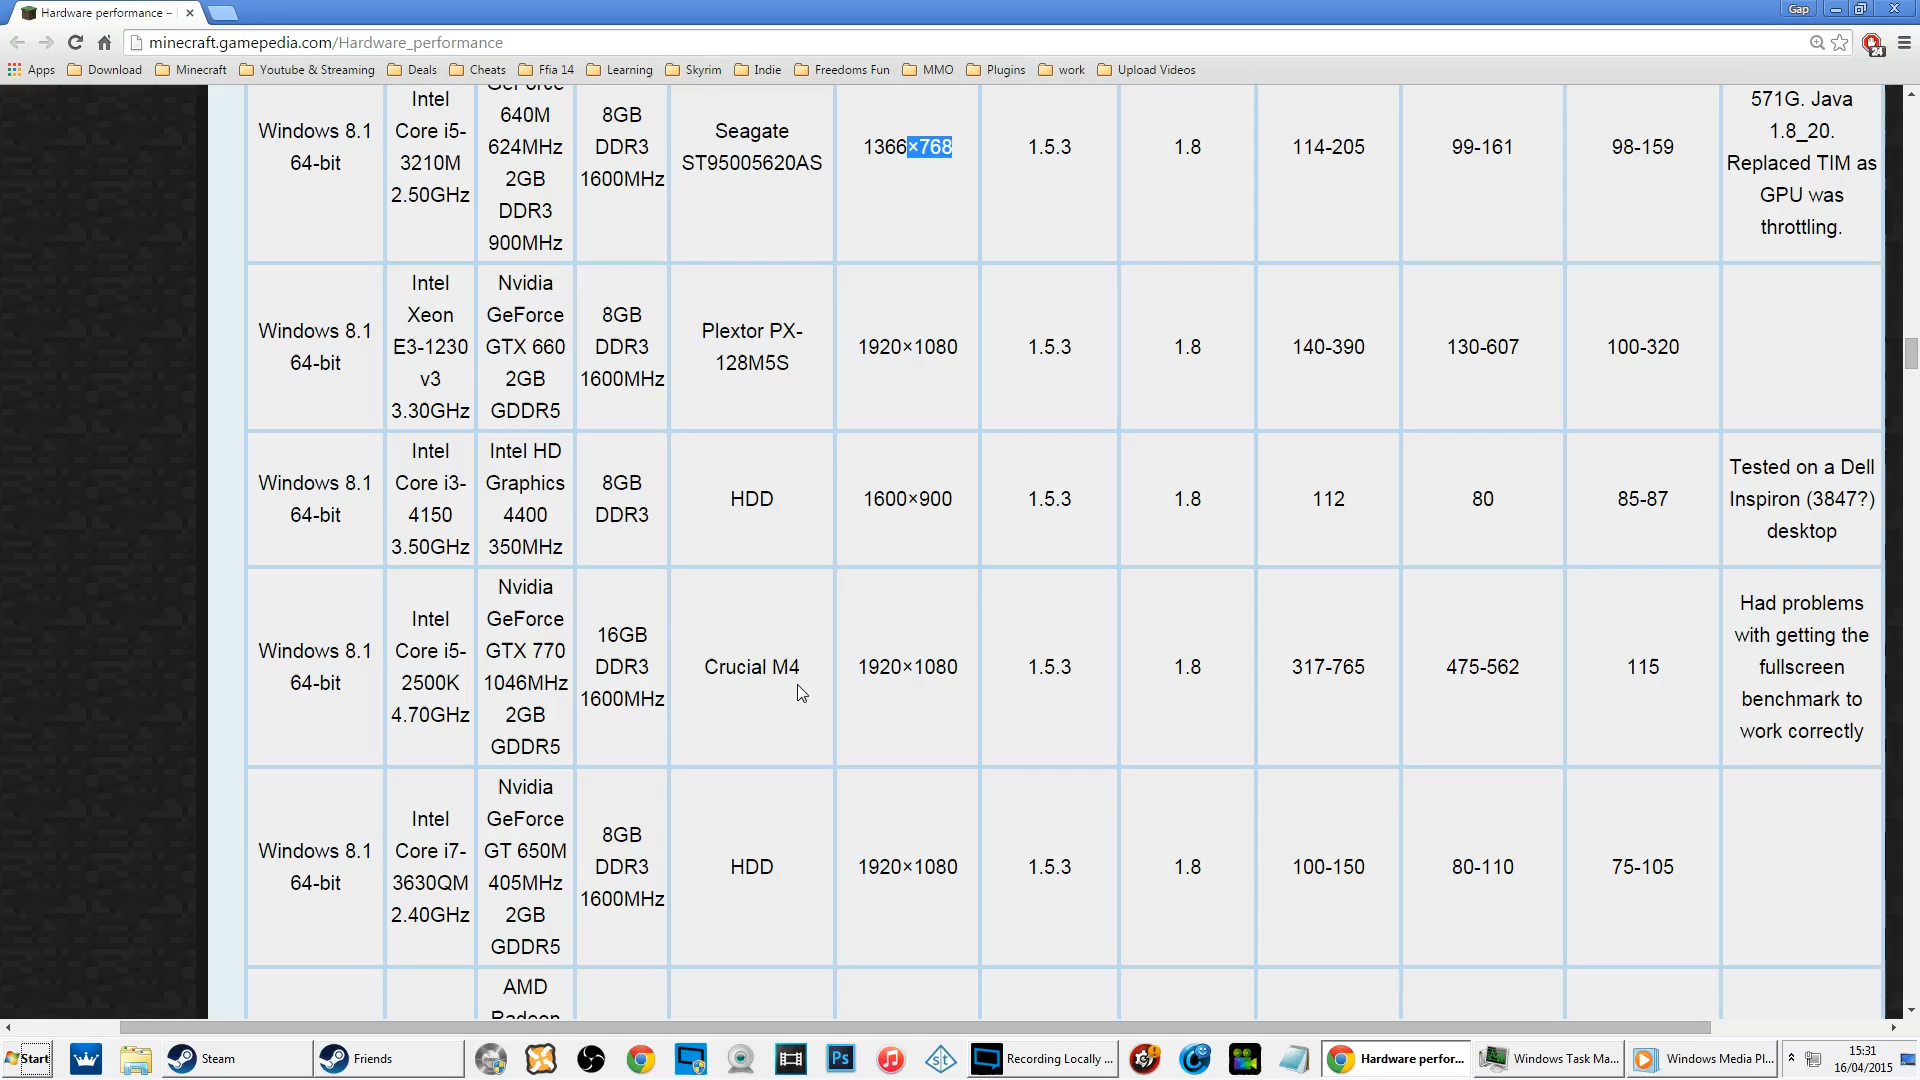 Hardware performance –
Gap
minecraft.gamepedia.com/Hardware_performance
24
Apps Download Minecraft Youtube & Streaming Deals Cheats Ffia 14 Learning Skyrim Indie Freedoms Fun MMO Plugins work Upload Videos
Windows 8.1
64-bit
Intel
Core i5-
3210M
2.50GHz
GeForce
640M
624MHz
2GB
DDR3
900MHz
8GB
DDR3
1600MHz
Seagate
ST95005620AS
1366×768
1.5.3
1.8
114-205
99-161
98-159
571G. Java
1.8_20.
Replaced TIM as
GPU was
throttling.
Windows 8.1
64-bit
Intel
Xeon
E3-1230
v3
3.30GHz
Nvidia
GeForce
GTX 660
2GB
GDDR5
8GB
DDR3
1600MHz
Plextor PX-
128M5S
1920×1080
1.5.3
1.8
140-390
130-607
100-320
Windows 8.1
64-bit
Intel
Core i3-
4150
3.50GHz
Intel HD
Graphics
4400
350MHz
8GB
DDR3
HDD
1600×900
1.5.3
1.8
112
80
85-87
Tested on a Dell
Inspiron (3847?)
desktop
Windows 8.1
64-bit
Intel
Core i5-
2500K
4.70GHz
Nvidia
GeForce
GTX 770
1046MHz
2GB
GDDR5
16GB
DDR3
1600MHz
Crucial M4
1920×1080
1.5.3
1.8
317-765
475-562
115
Had problems
with getting the
fullscreen
benchmark to
work correctly
Windows 8.1
64-bit
Intel
Core i7-
3630QM
2.40GHz
Nvidia
GeForce
GT 650M
405MHz
2GB
GDDR5
8GB
DDR3
1600MHz
HDD
1920×1080
1.5.3
1.8
100-150
80-110
75-105
AMD
Radeon
Start Steam Friends Ps st Recording Locally ... Hardware perfor... Windows Task Ma... Windows Media Pl...
15:31
16/04/2015